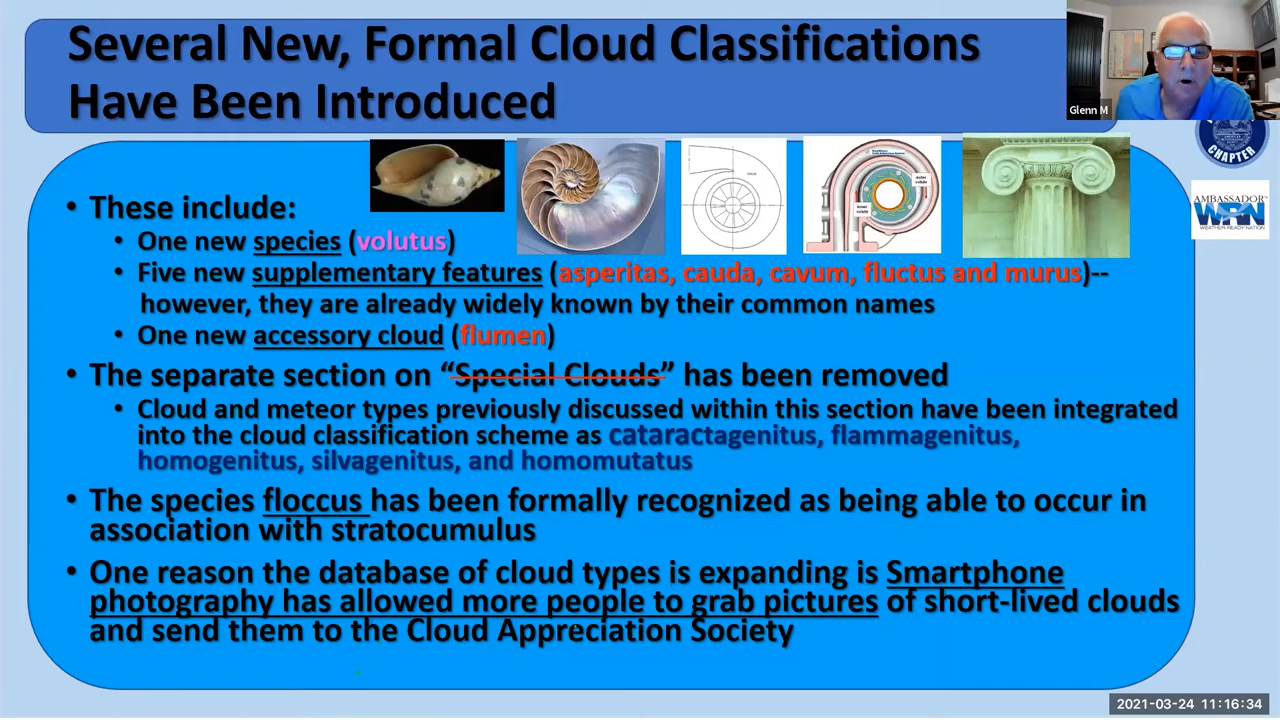 Several New, Formal Cloud Classifications
Have Been Introduced
Glenn M
CHAPTER
AMBASSADOR
WRN
WEATHER-READY NATION
• These include:
• One new species (volutus)
• Five new supplementary features (asperitas, cauda, cavum, fluctus and murus)--
however, they are already widely known by their common names
• One new accessory cloud (flumen)
• The separate section on “Special Clouds” has been removed
• Cloud and meteor types previously discussed within this section have been integrated
into the cloud classification scheme as cataractagenitus, flammagenitus,
homogenitus, silvagenitus, and homomutatus
• The species floccus has been formally recognized as being able to occur in
association with stratocumulus
• One reason the database of cloud types is expanding is Smartphone
photography has allowed more people to grab pictures of short-lived clouds
and send them to the Cloud Appreciation Society
2021-03-24 11:16:34